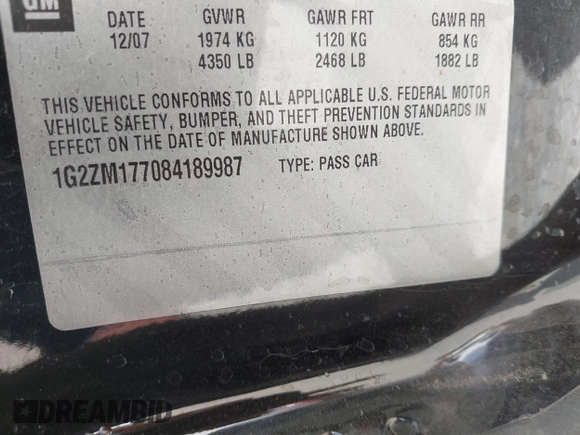 GM
DATE GVWR GAWR FRT GAWR RR
12/07 1974 KG 1120 KG 854 KG
4350 LB 2468 LB 1882 LB
THIS VEHICLE CONFORMS TO ALL APPLICABLE U.S. FEDERAL MOTOR
VEHICLE SAFETY, BUMPER, AND THEFT PREVENTION STANDARDS IN
EFFECT ON THE DATE OF MANUFACTURE SHOWN ABOVE.
1G2ZM177084189987 TYPE: PASS CAR
DREAMBID